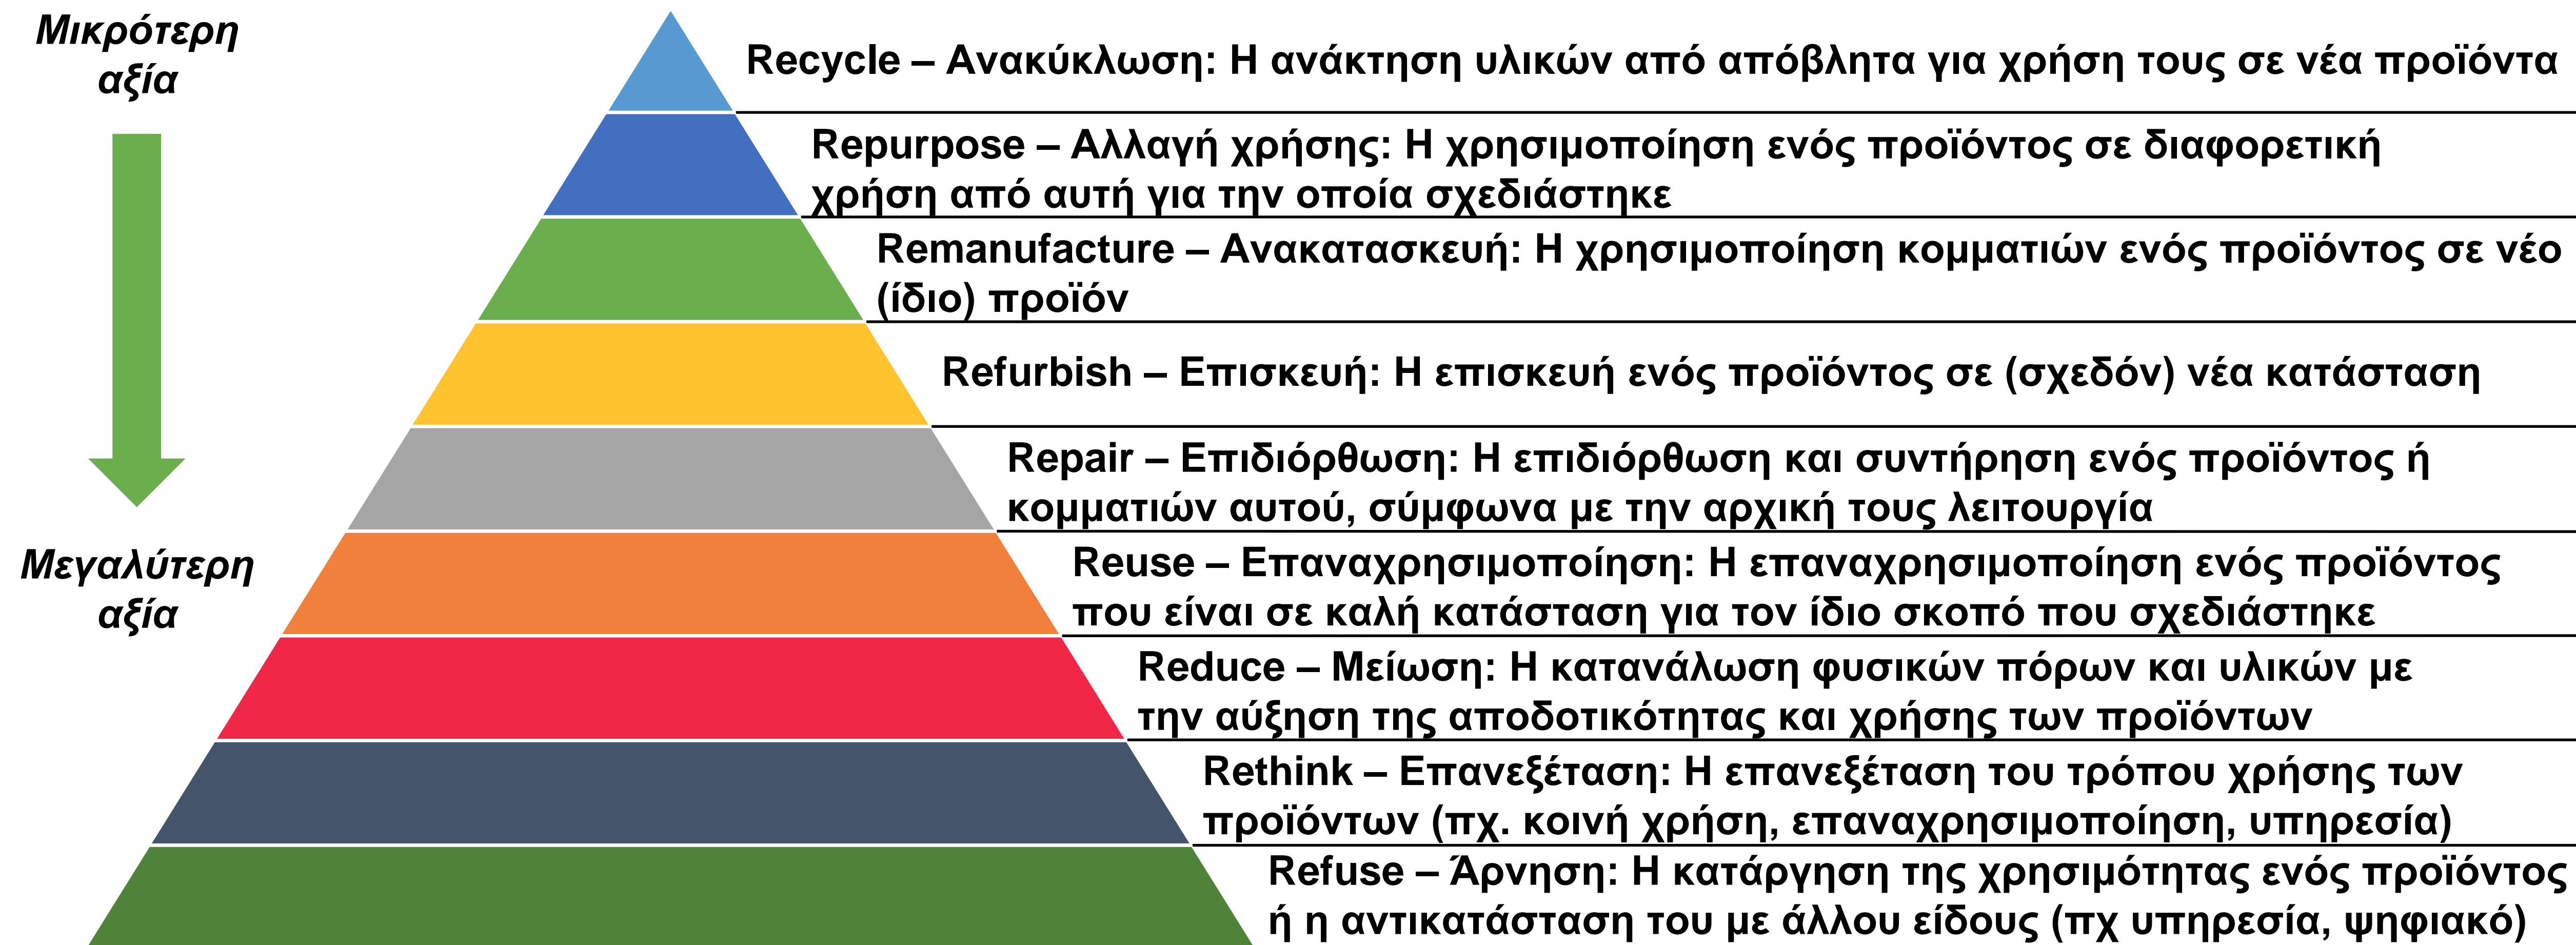 Μικρότερη
αξία
Recycle – Ανακύκλωση: Η ανάκτηση υλικών από απόβλητα για χρήση τους σε νέα προϊόντα
Repurpose – Αλλαγή χρήσης: Η χρησιμοποίηση ενός προϊόντος σε διαφορετική
χρήση από αυτή για την οποία σχεδιάστηκε
Remanufacture – Ανακατασκευή: Η χρησιμοποίηση κομματιών ενός προϊόντος σε νέο
(ίδιο) προϊόν
Refurbish – Επισκευή: Η επισκευή ενός προϊόντος σε (σχεδόν) νέα κατάσταση
Repair – Επιδιόρθωση: Η επιδιόρθωση και συντήρηση ενός προϊόντος ή
κομματιών αυτού, σύμφωνα με την αρχική τους λειτουργία
Μεγαλύτερη
αξία
Reuse – Επαναχρησιμοποίηση: Η επαναχρησιμοποίηση ενός προϊόντος
που είναι σε καλή κατάσταση για τον ίδιο σκοπό που σχεδιάστηκε
Reduce – Μείωση: Η κατανάλωση φυσικών πόρων και υλικών με
την αύξηση της αποδοτικότητας και χρήσης των προϊόντων
Rethink – Επανεξέταση: Η επανεξέταση του τρόπου χρήσης των
προϊόντων (πχ. κοινή χρήση, επαναχρησιμοποίηση, υπηρεσία)
Refuse – Άρνηση: Η κατάργηση της χρησιμότητας ενός προϊόντος
ή η αντικατάσταση του με άλλου είδους (πχ υπηρεσία, ψηφιακό)